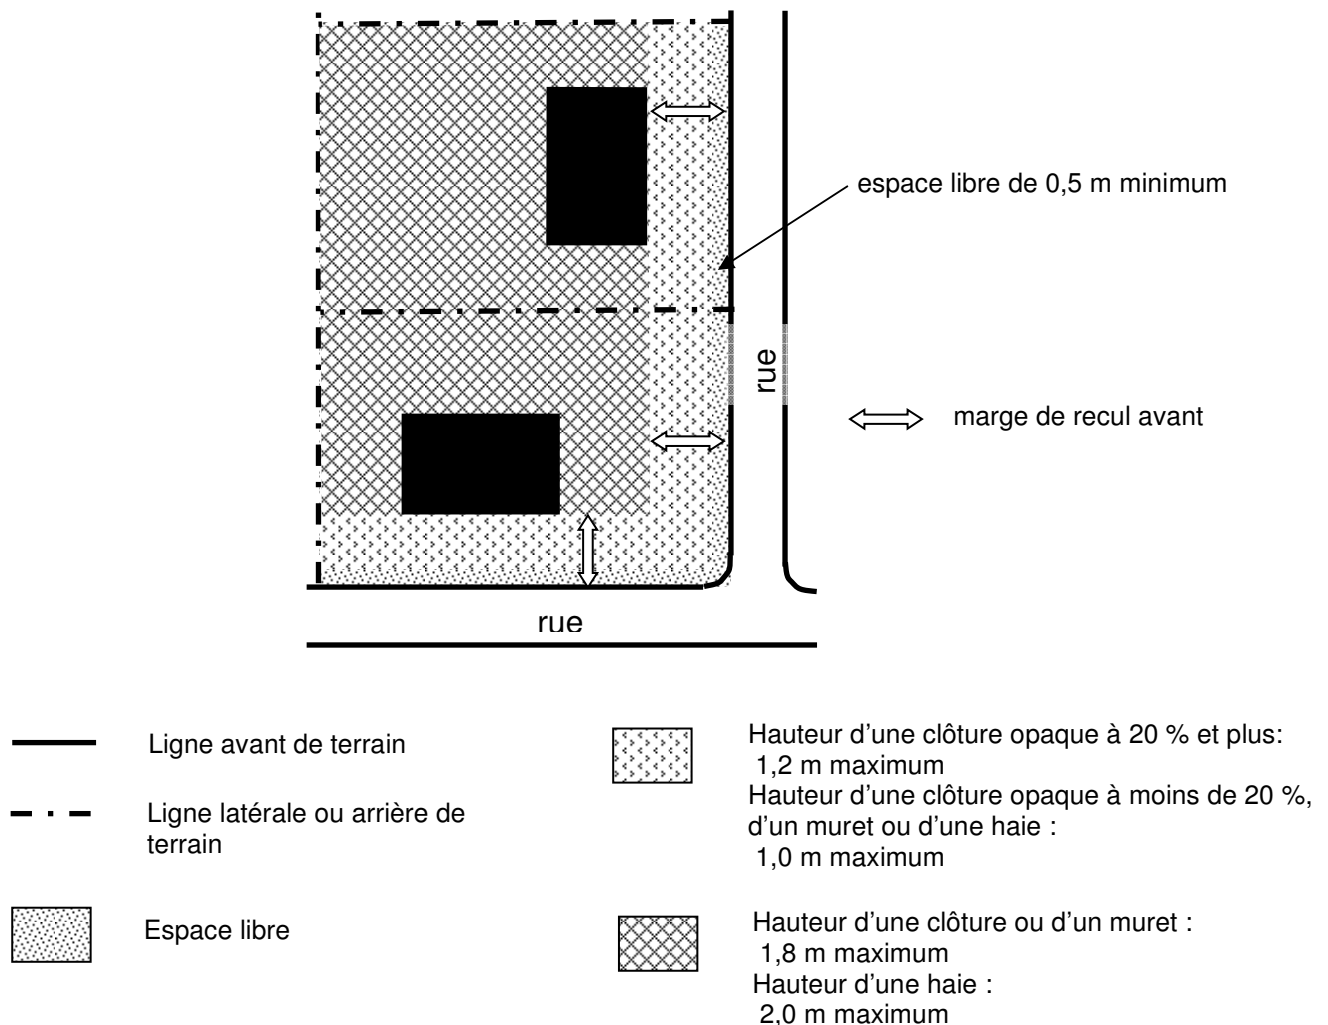 espace libre de 0,5 m minimum
rue
marge de recul avant
rue
Ligne avant de terrain
Ligne latérale ou arrière de
terrain
Espace libre
Hauteur d'une clôture opaque à 20 % et plus:
1,2 m maximum
Hauteur d'une clôture opaque à moins de 20 %,
d'un muret ou d'une haie :
1,0 m maximum
Hauteur d'une clôture ou d'un muret :
1,8 m maximum
Hauteur d'une haie :
2,0 m maximum